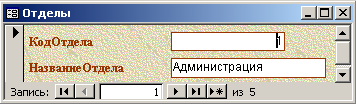 Отделы
КодОтдела 1
НазваниеОтдела Администрация
Запись: 1 из 5